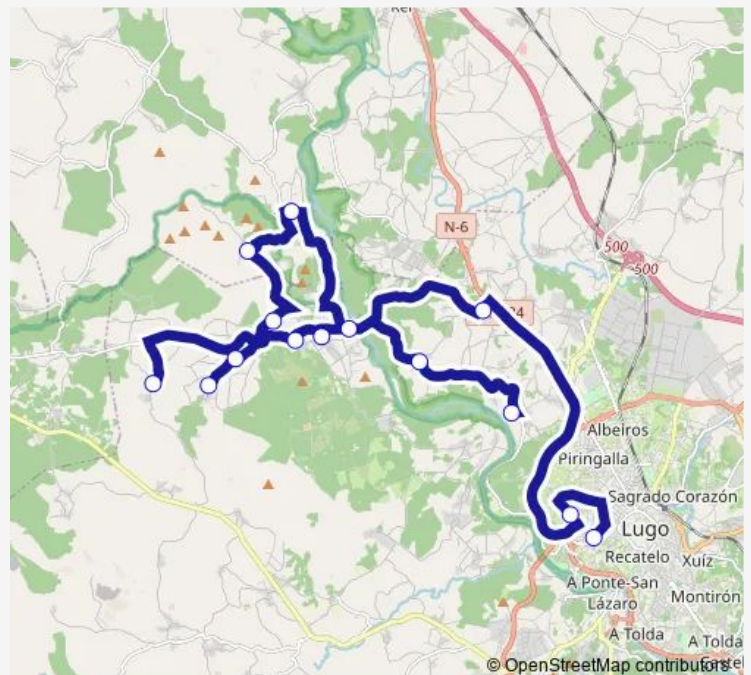 N-6
500
-500
Albeiros
Piringalla
Sagrado Corazón
Lugo
Recatelo
Xuíz
A Ponte-San
Lázaro
Montirón
A Tolda
A Tolda
© OpenStreetMap contributors